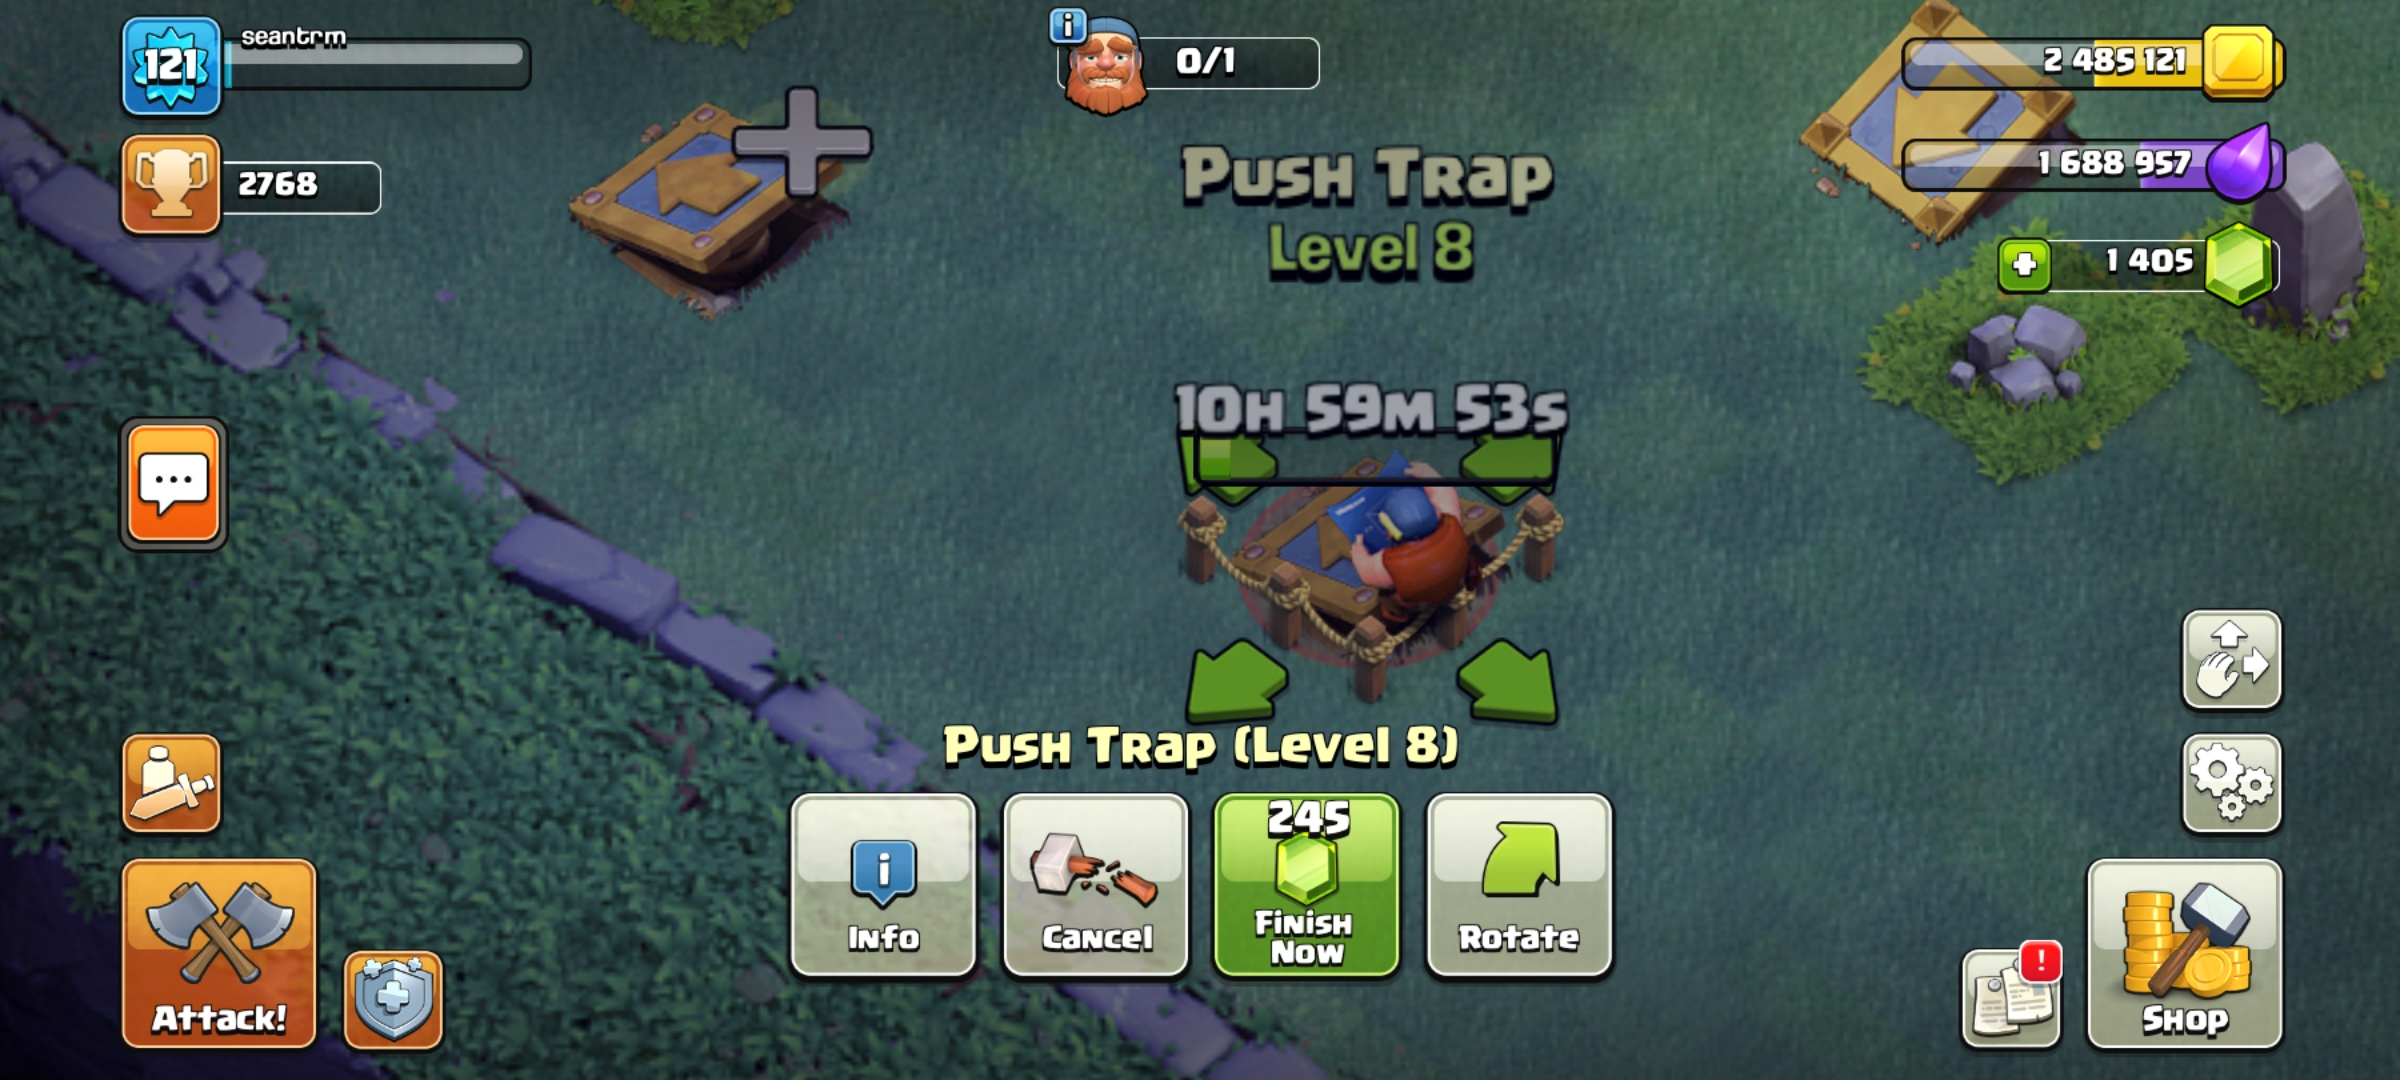 121
seantrm
0/1
2 485 121
2768
1 688 957
1 405
Push Trap
Level 8
10H 59M 53s
Push Trap (Level 8)
Info
Cancel
245
Finish
Now
Rotate
Attack!
!
Shop